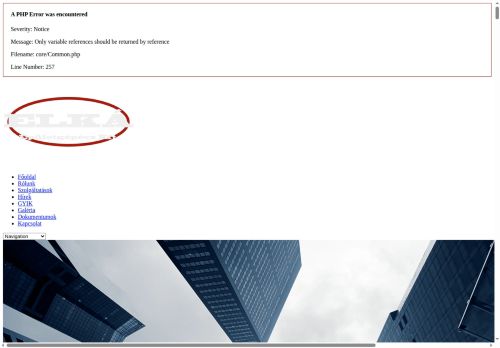 A PHP Error was encountered
Severity: Notice
Message: Only variable references should be returned by reference
Filename: core/Common.php
Line Number: 257
ELKA
Főoldal
Rólunk
Szolgáltatások
Hírek
GYIK
Galéria
Dokumentumok
Kapcsolat
Navigation